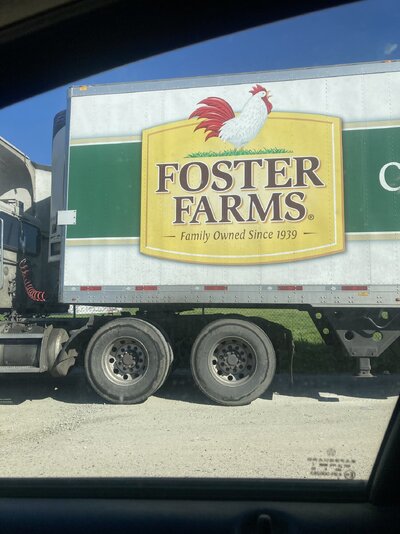 FOSTER
FARMS®
Family Owned Since 1939
C